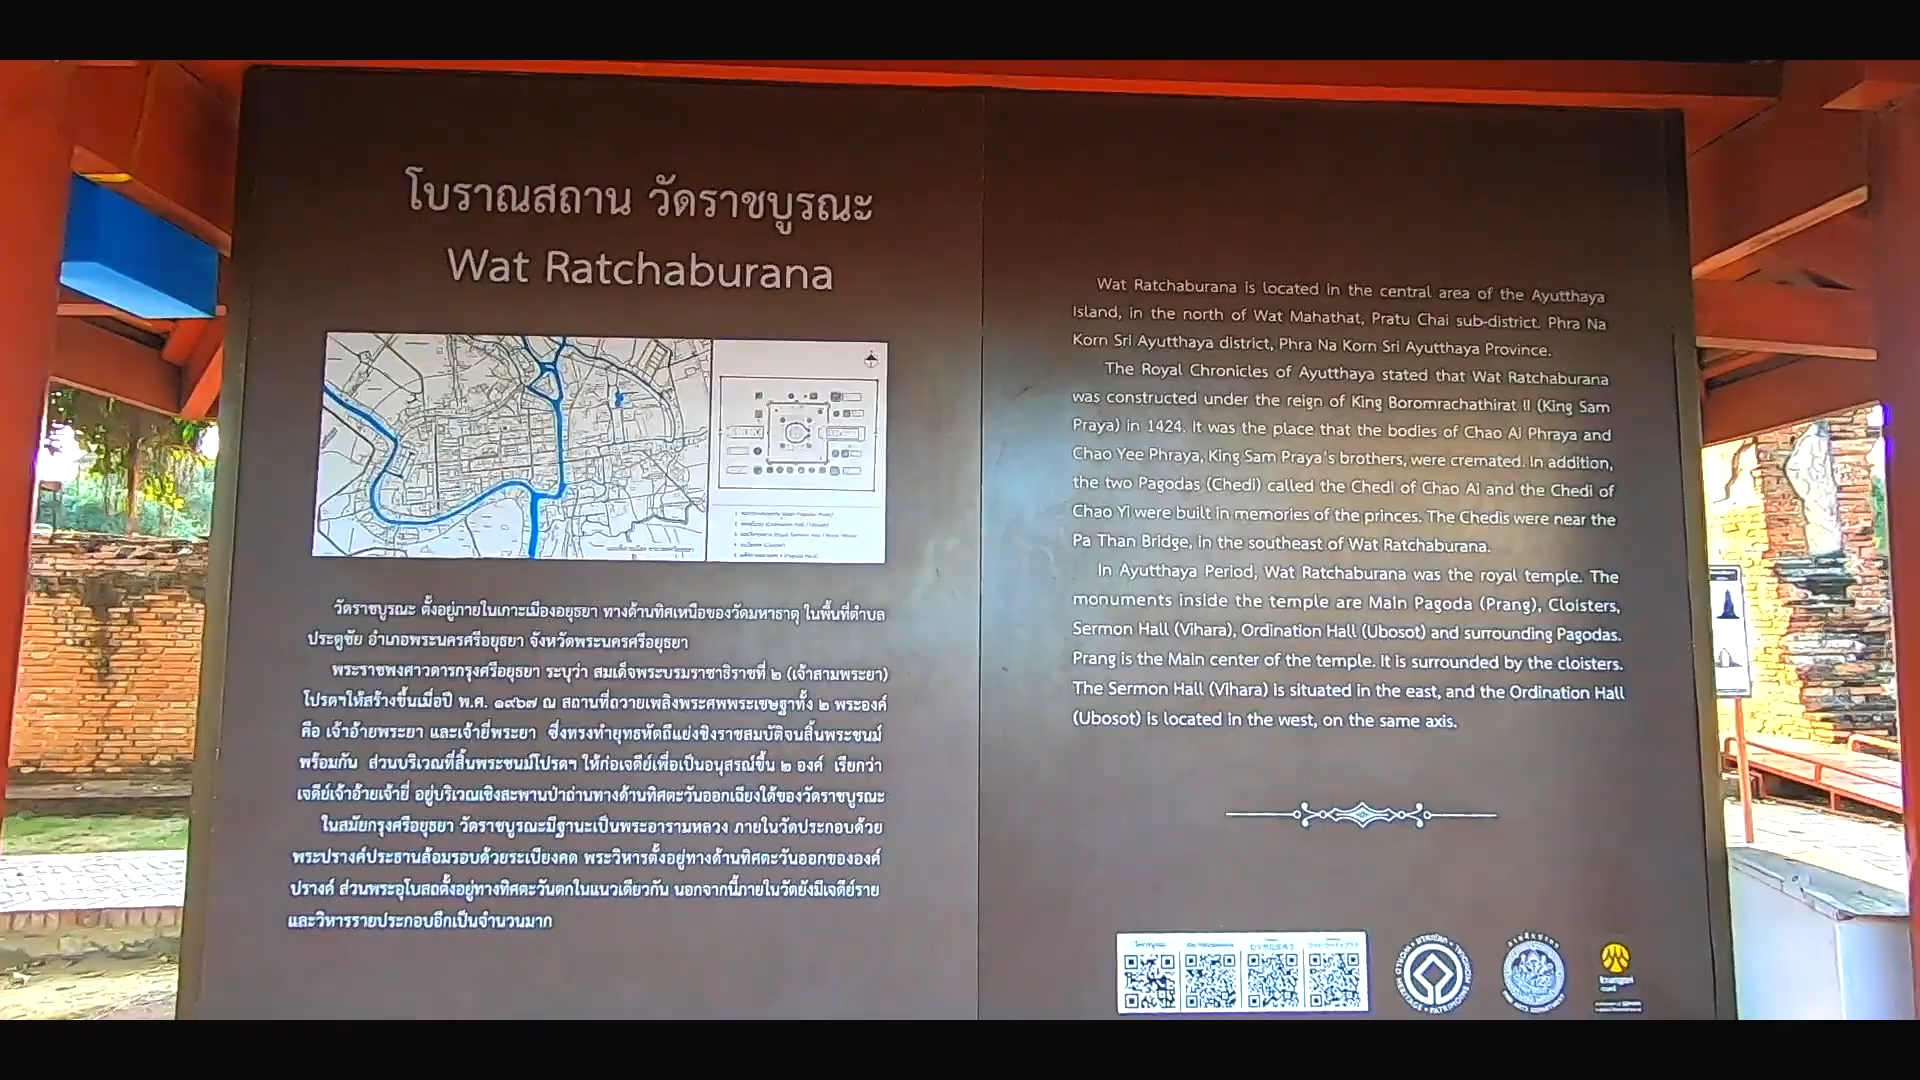 โบราณสถาน วัดราชบูรณะ
Wat Ratchaburana
วัดราชบูรณะ ตั้งอยู่ภายในเกาะเมืองอยุธยา ทางด้านทิศเหนือของวัดมหาธาตุ ในพื้นที่ตำบล
ประตูชัย อำเภอพระนครศรีอยุธยา จังหวัดพระนครศรีอยุธยา
พระราชพงศาวดารกรุงศรีอยุธยา ระบุว่า สมเด็จพระบรมราชาธิราชที่ ๒ (เจ้าสามพระยา)
โปรดฯให้สร้างขึ้นเมื่อปี พ.ศ. ๑๙๖๗ ณ สถานที่ถวายเพลิงพระศพพระเชษฐาทั้ง ๒ พระองค์
คือ เจ้าอ้ายพระยา และเจ้ายี่พระยา ซึ่งทรงทำยุทธหัตถีแย่งชิงราชสมบัติจนสิ้นพระชนม์
พร้อมกัน ส่วนบริเวณที่สิ้นพระชนม์โปรดฯ ให้ก่อเจดีย์เพื่อเป็นอนุสรณ์ขึ้น ๒ องค์ เรียกว่า
เจดีย์เจ้าอ้ายเจ้ายี่ อยู่บริเวณเชิงสะพานป่าถ่านทางด้านทิศตะวันออกเฉียงใต้ของวัดราชบูรณะ
ในสมัยกรุงศรีอยุธยา วัดราชบูรณะมีฐานะเป็นพระอารามหลวง ภายในวัดประกอบด้วย
พระปรางค์ประธานล้อมรอบด้วยระเบียงคด พระวิหารตั้งอยู่ทางด้านทิศตะวันออกขององค์
ปรางค์ ส่วนพระอุโบสถตั้งอยู่ทางทิศตะวันตกในแนวเดียวกัน นอกจากนี้ภายในวัดยังมีเจดีย์ราย
และวิหารรายประกอบอีกเป็นจำนวนมาก
Wat Ratchaburana is located in the central area of the Ayutthaya
Island, in the north of Wat Mahathat, Pratu Chai sub-district. Phra Na
Korn Sri Ayutthaya district, Phra Na Korn Sri Ayutthaya Province.
The Royal Chronicles of Ayutthaya stated that Wat Ratchaburana
was constructed under the reign of King Boromrachathirat II (King Sam
Praya) in 1424. It was the place that the bodies of Chao Ai Phraya and
Chao Yee Phraya, King Sam Praya's brothers, were cremated. In addition,
the two Pagodas (Chedi) called the Chedi of Chao Ai and the Chedi of
Chao Yi were built in memories of the princes. The Chedis were near the
Pa Than Bridge, in the southeast of Wat Ratchaburana.
In Ayutthaya Period, Wat Ratchaburana was the royal temple. The
monuments inside the temple are Main Pagoda (Prang), Cloisters,
Sermon Hall (Vihara), Ordination Hall (Ubosot) and surrounding Pagodas.
Prang is the Main center of the temple. It is surrounded by the cloisters.
The Sermon Hall (Vihara) is situated in the east, and the Ordination Hall
(Ubosot) is located in the west, on the same axis.
WORLD HERITAGE • PATRIMOINE MONDIAL